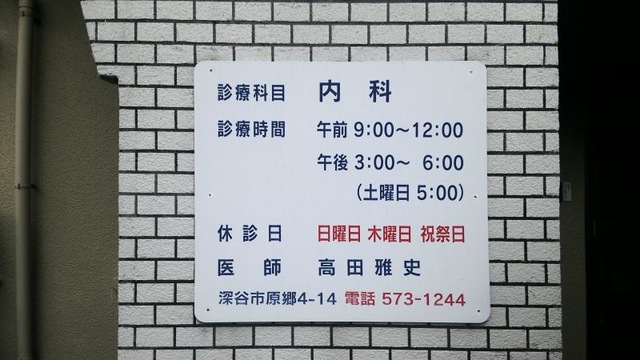 診療科目 内科
診療時間 午前 9:00～12:00
午後 3:00～ 6:00
(土曜日 5:00)
休診日 日曜日 木曜日 祝祭日
医師 高田雅史
深谷市原郷4-14 電話 573-1244